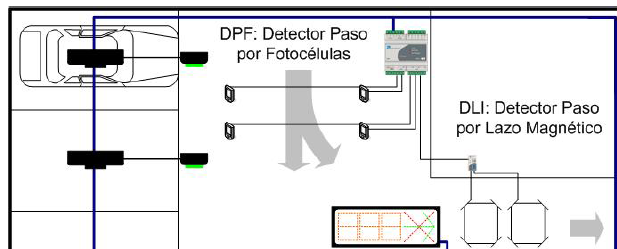 DPF: Detector Paso
por Fotocélulas
DLI: Detector Paso
por Lazo Magnético